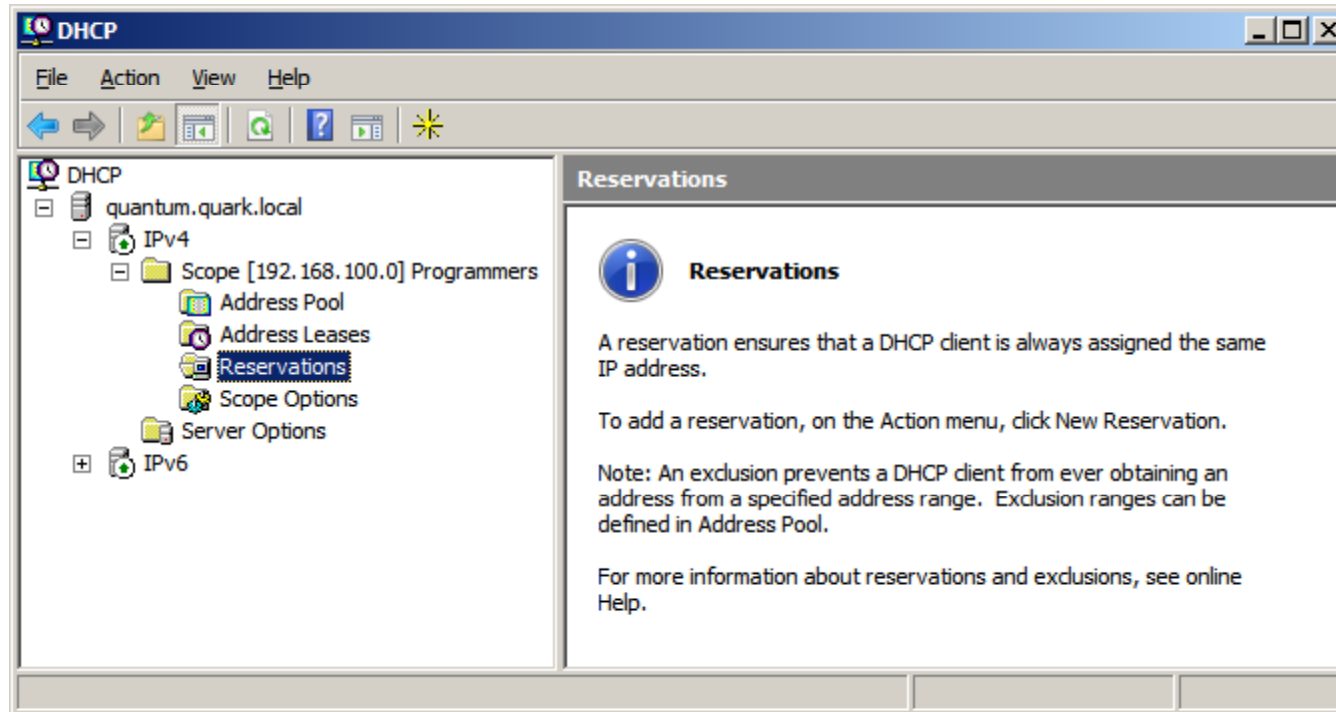 DHCP
File Action View Help
DHCP
quantum.quark.local
IPv4
Scope [192.168.100.0] Programmers
Address Pool
Address Leases
Reservations
Scope Options
Server Options
IPv6
Reservations
Reservations
A reservation ensures that a DHCP client is always assigned the same
IP address.
To add a reservation, on the Action menu, click New Reservation.
Note: An exclusion prevents a DHCP client from ever obtaining an
address from a specified address range. Exclusion ranges can be
defined in Address Pool.
For more information about reservations and exclusions, see online
Help.